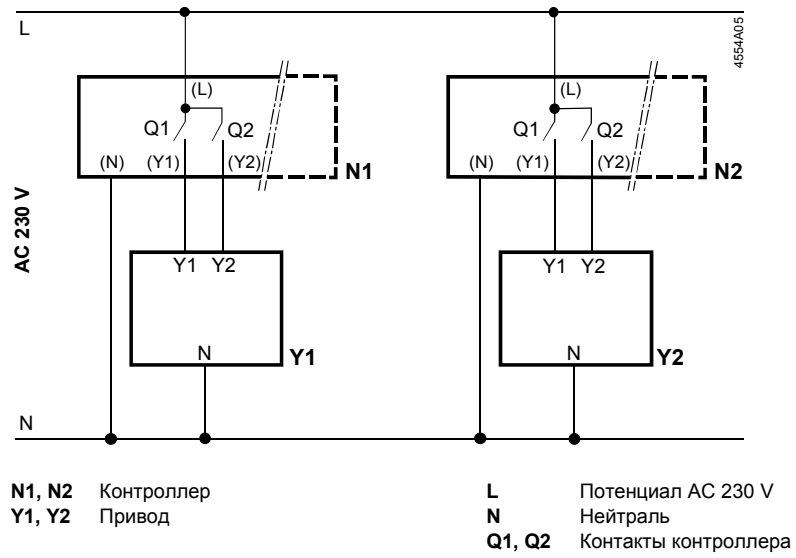 L
4554A05
(L) (L)
Q1 Q2 Q1 Q2
(N) (Y1) (Y2) N1 (N) (Y1) (Y2) N2
AC 230 V
Y1 Y2 Y1 Y2
N Y1 N Y2
N
N1, N2 Контроллер L Потенциал AC 230 V
Y1, Y2 Привод N Нейтраль
Q1, Q2 Контакты контроллера